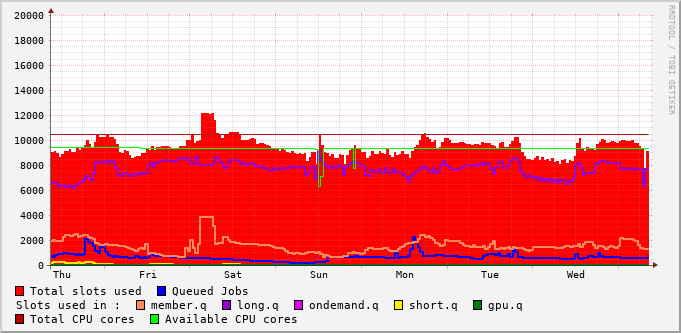 RRDTOOL / TOBI OETIKER
20000
18000
16000
14000
12000
10000
8000
6000
4000
2000
0
Thu Fri Sat Sun Mon Tue Wed
Total slots used Queued Jobs
Slots used in : member.q long.q ondemand.q short.q gpu.q
Total CPU cores Available CPU cores